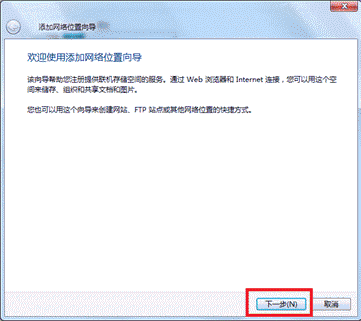 添加网络位置向导
欢迎使用添加网络位置向导
该向导帮助您注册提供联机存储空间的服务。通过 Web 浏览器和 Internet 连接，您可以用这个空
间来储存、组织和共享文档和图片。
您也可以用这个向导来创建网站、FTP 站点或其他网络位置的快捷方式。
下一步(N)
取消